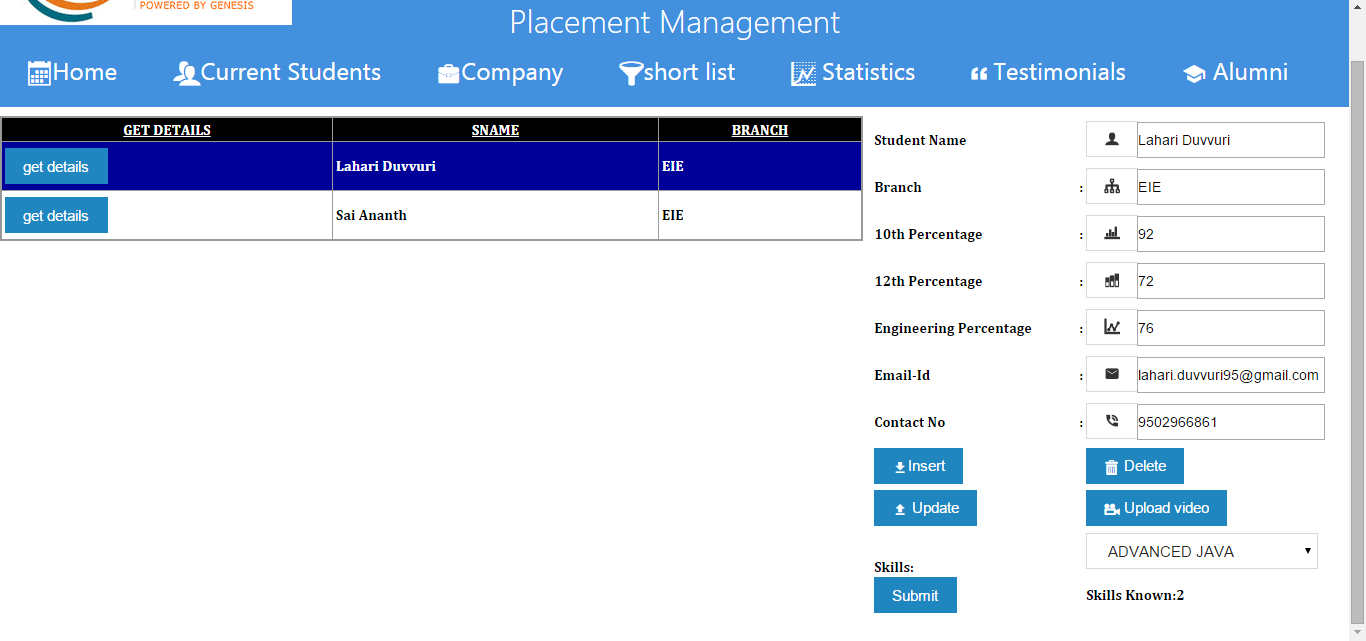 POWERED BY GENESIS
Placement Management
Home Current Students Company short list Statistics Testimonials Alumni
GET DETAILS SNAME BRANCH
get details Lahari Duvvuri EIE
get details Sai Ananth EIE
Student Name Lahari Duvvuri
Branch : EIE
10th Percentage : 92
12th Percentage : 72
Engineering Percentage : 76
Email-Id : lahari.duvvuri95@gmail.com
Contact No : 9502966861
Insert Delete
Update Upload video
ADVANCED JAVA
Skills:
Submit Skills Known:2